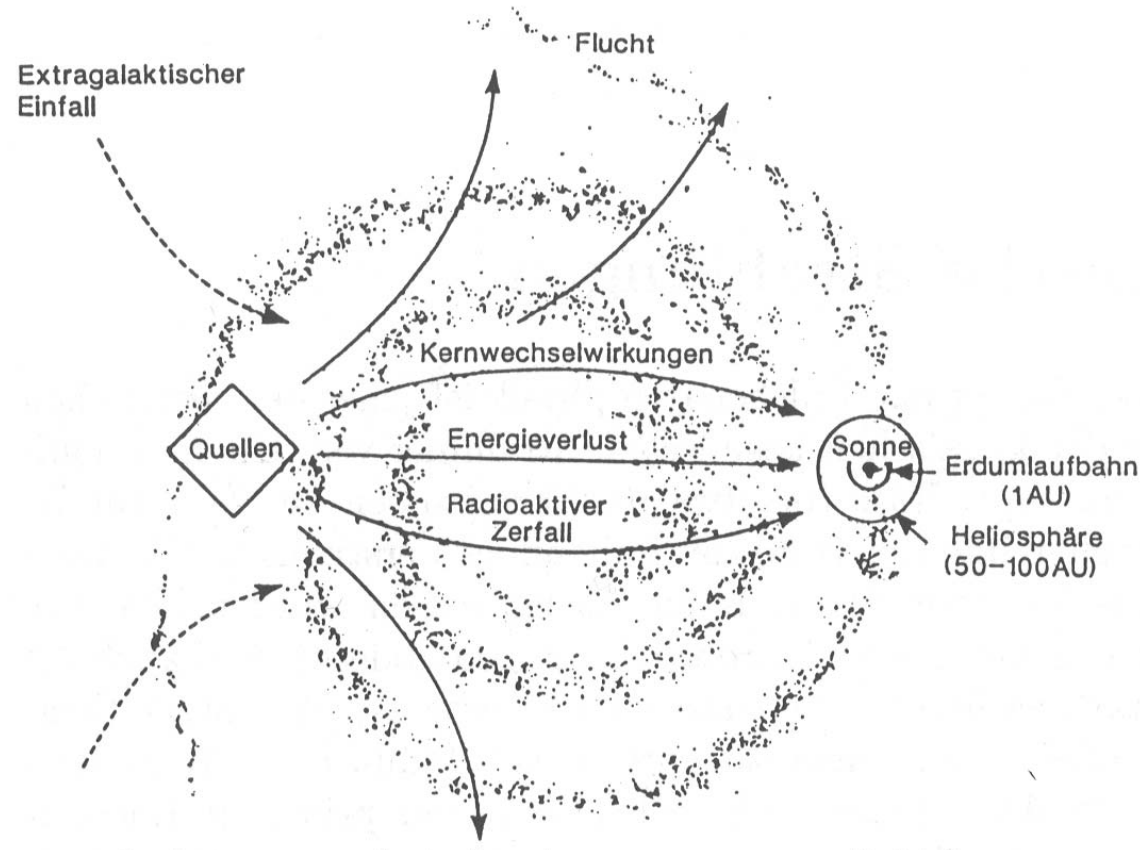 Flucht
Extragalaktischer
Einfall
Kernwechselwirkungen
Quellen
Energieverlust
Radioaktiver
Zerfall
Sonne
Erdumlaufbahn
(1AU)
Heliosphäre
(50–100AU)